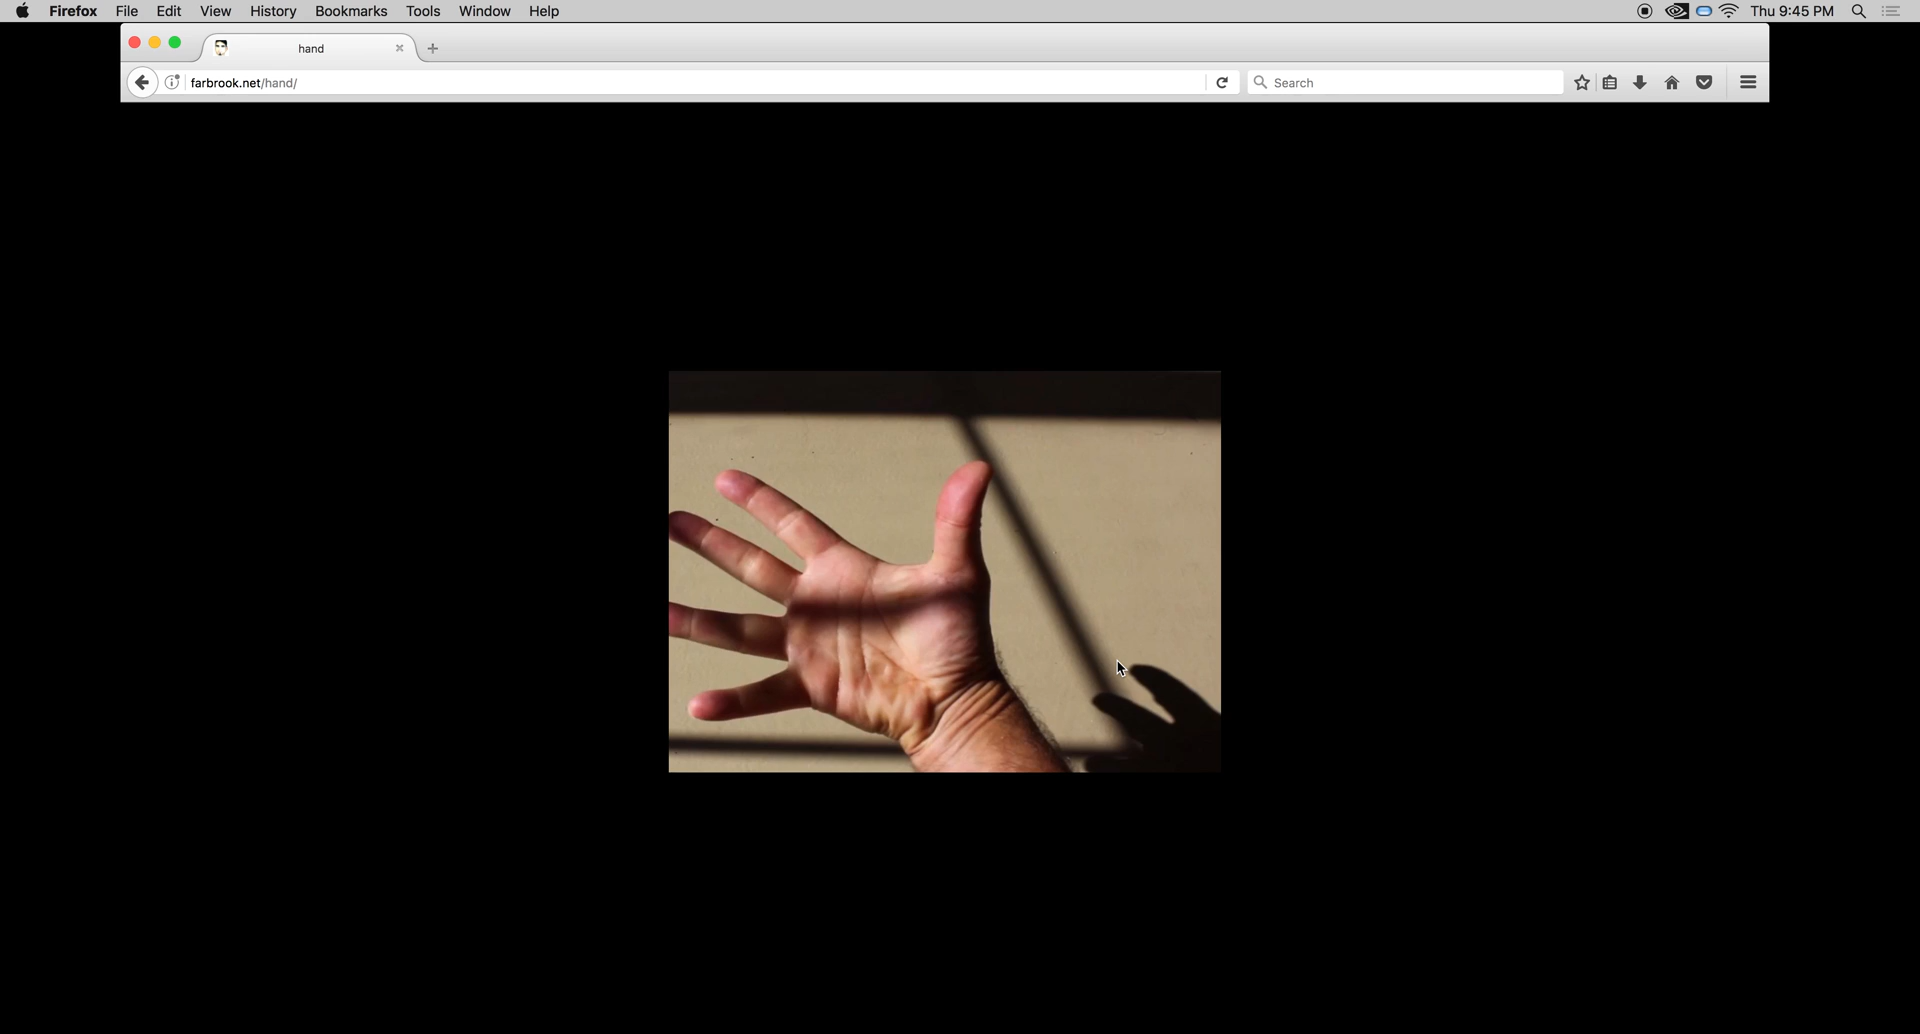 Firefox File Edit View History Bookmarks Tools Window Help Thu 9:45 PM
hand
farbrook.net/hand/ Search